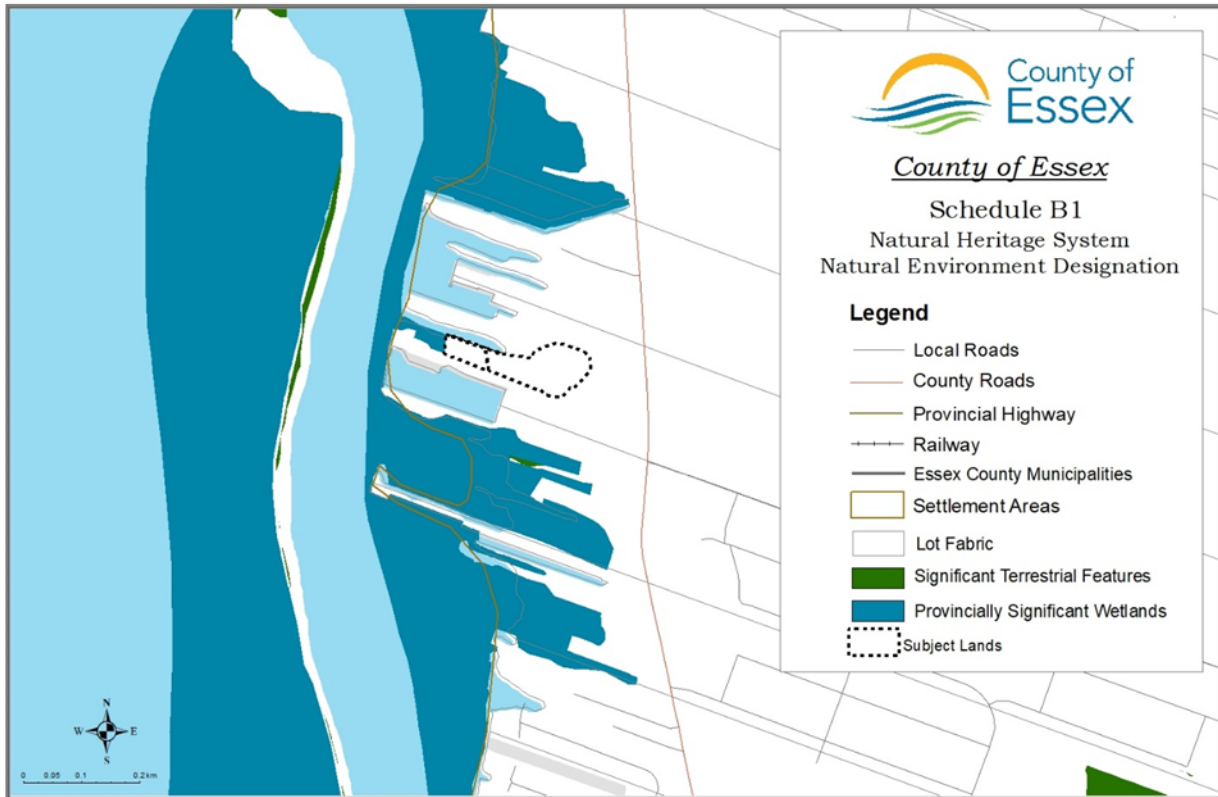 County of
Essex
County of Essex
Schedule B1
Natural Heritage System
Natural Environment Designation
Legend
Local Roads
County Roads
Provincial Highway
Railway
Essex County Municipalities
Settlement Areas
Lot Fabric
Significant Terrestrial Features
Provincially Significant Wetlands
Subject Lands
N
W E
S
0 0.05 0.1 0.2 km